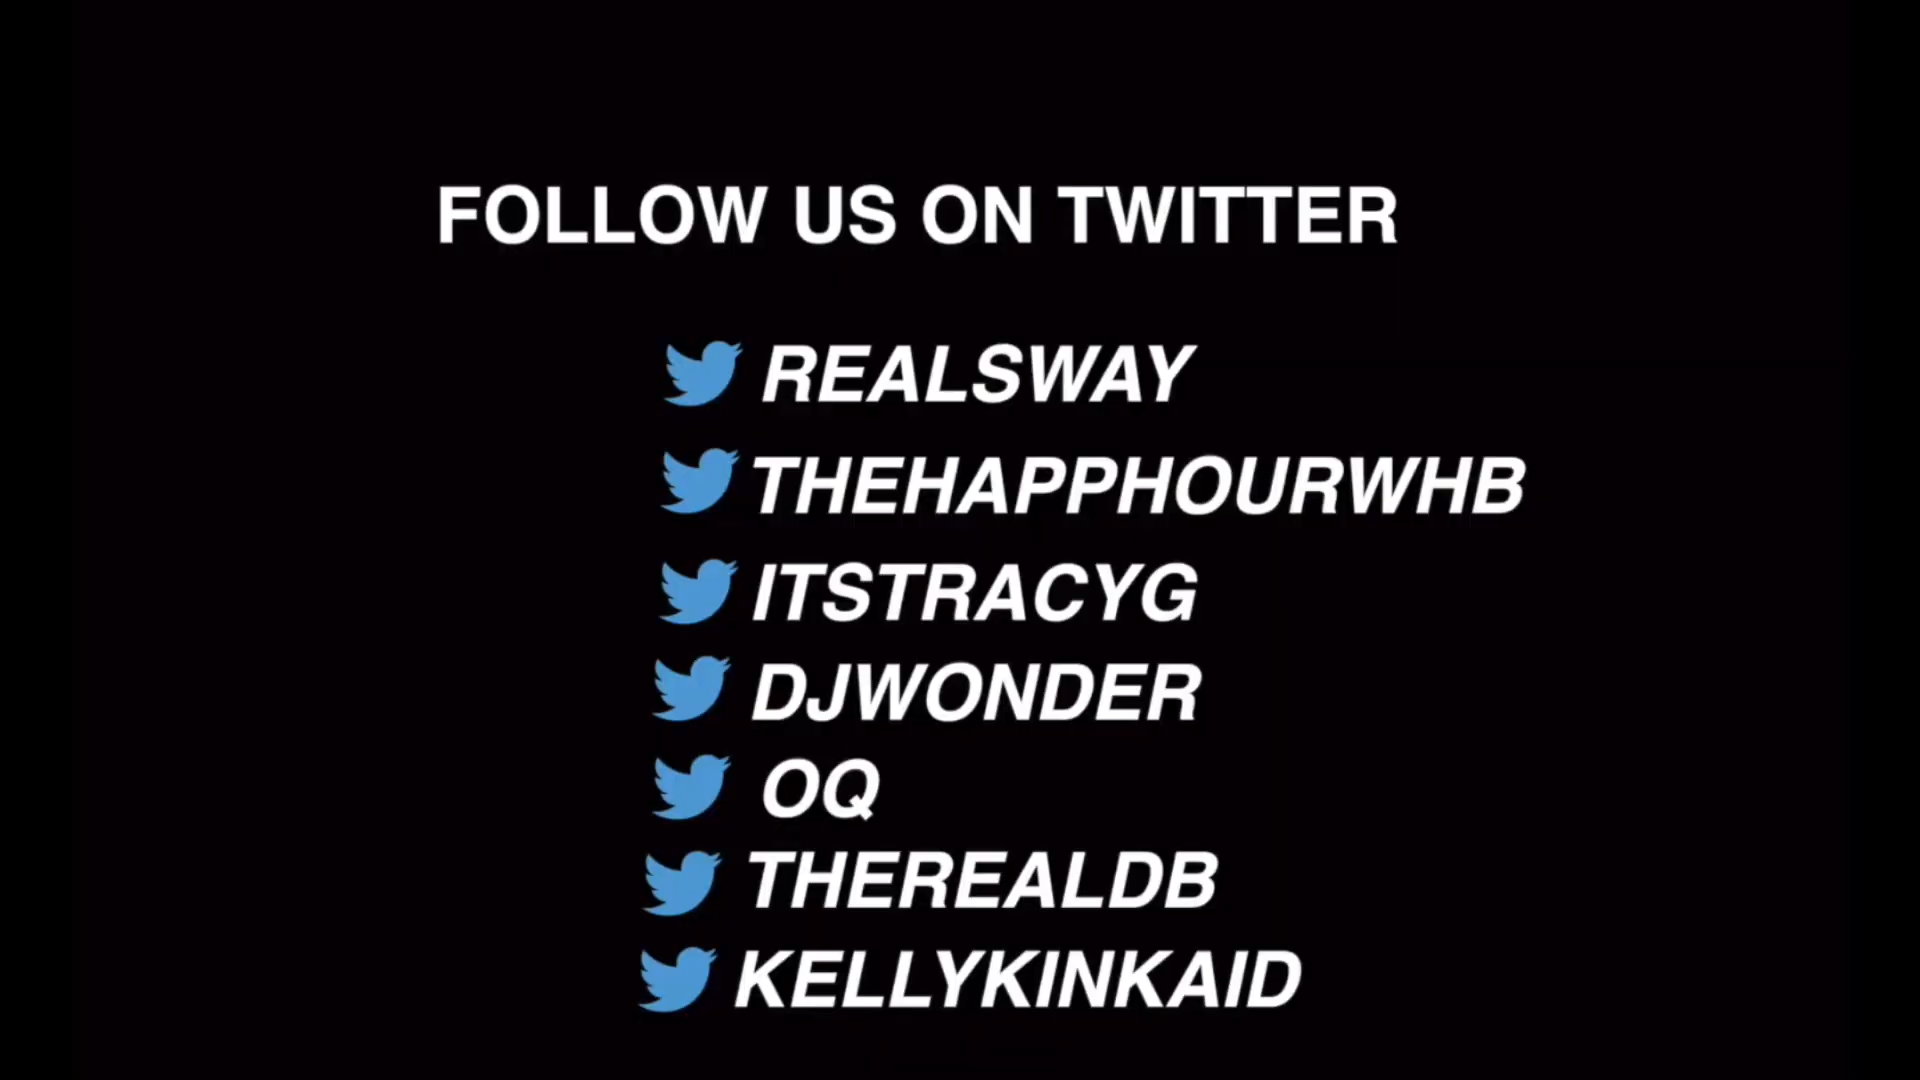 FOLLOW US ON TWITTER
REALSWAY
THEHAPPHOURWHB
ITSTRACYG
DJWONDER
OQ
THEREALDB
KELLYKINKAID